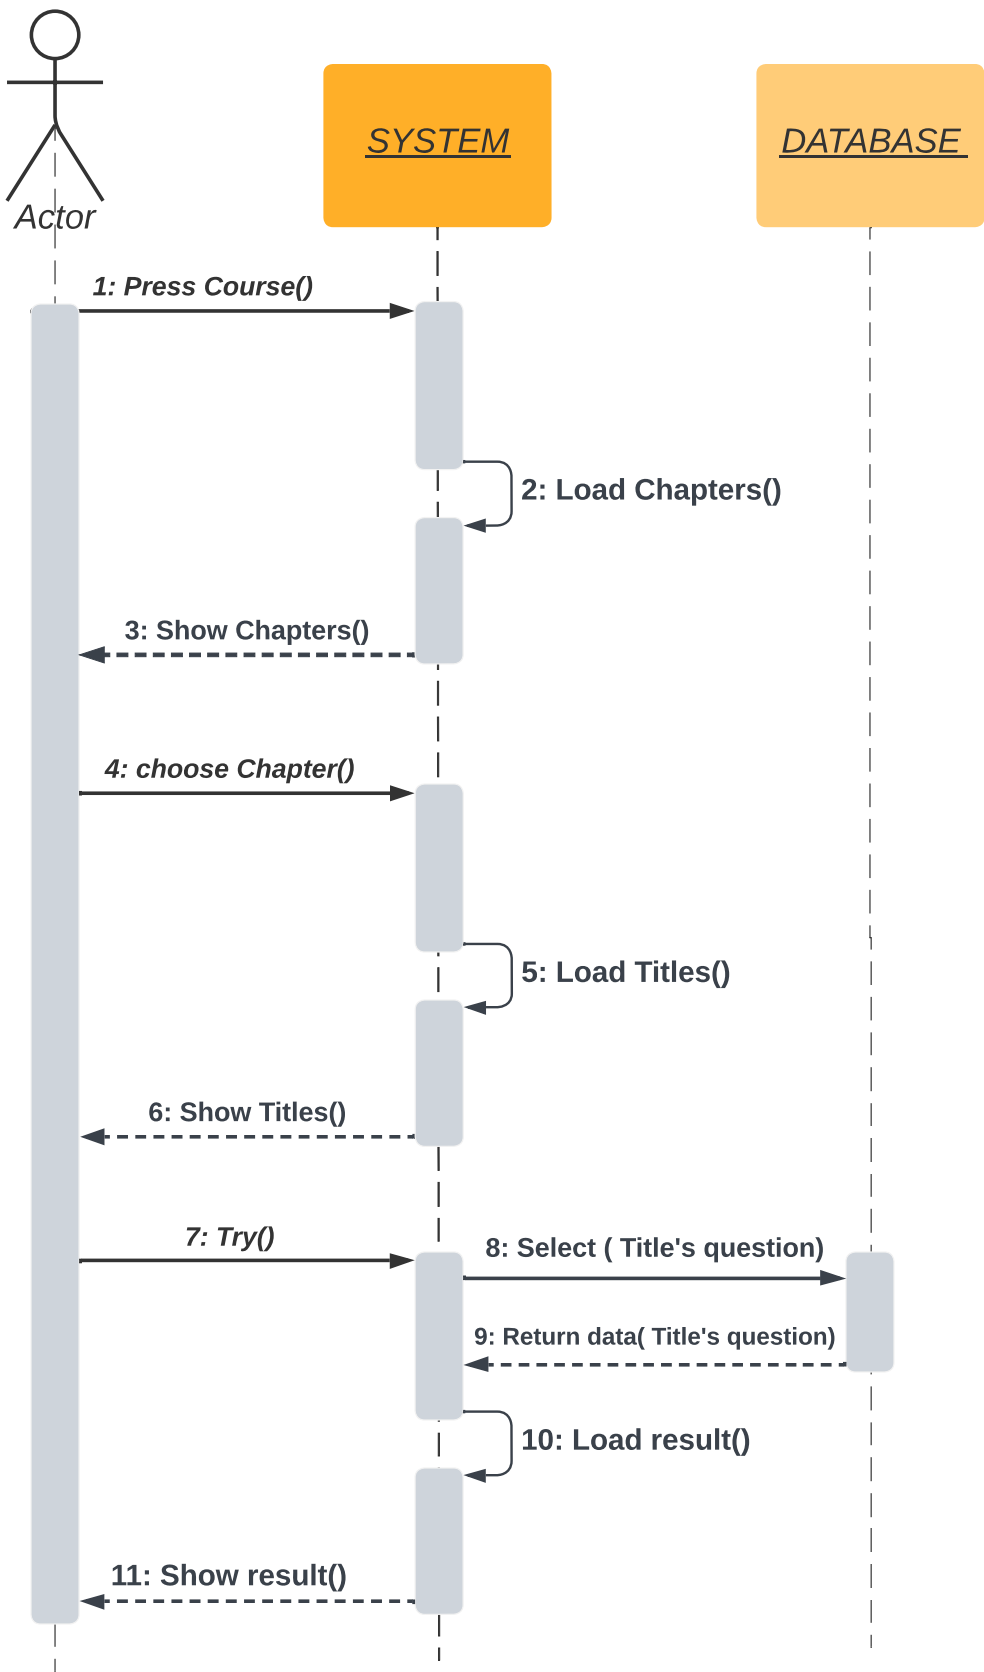 Actor
SYSTEM
DATABASE
1: Press Course()
2: Load Chapters()
3: Show Chapters()
4: choose Chapter()
5: Load Titles()
6: Show Titles()
7: Try()
8: Select ( Title's question)
9: Return data( Title's question)
10: Load result()
11: Show result()